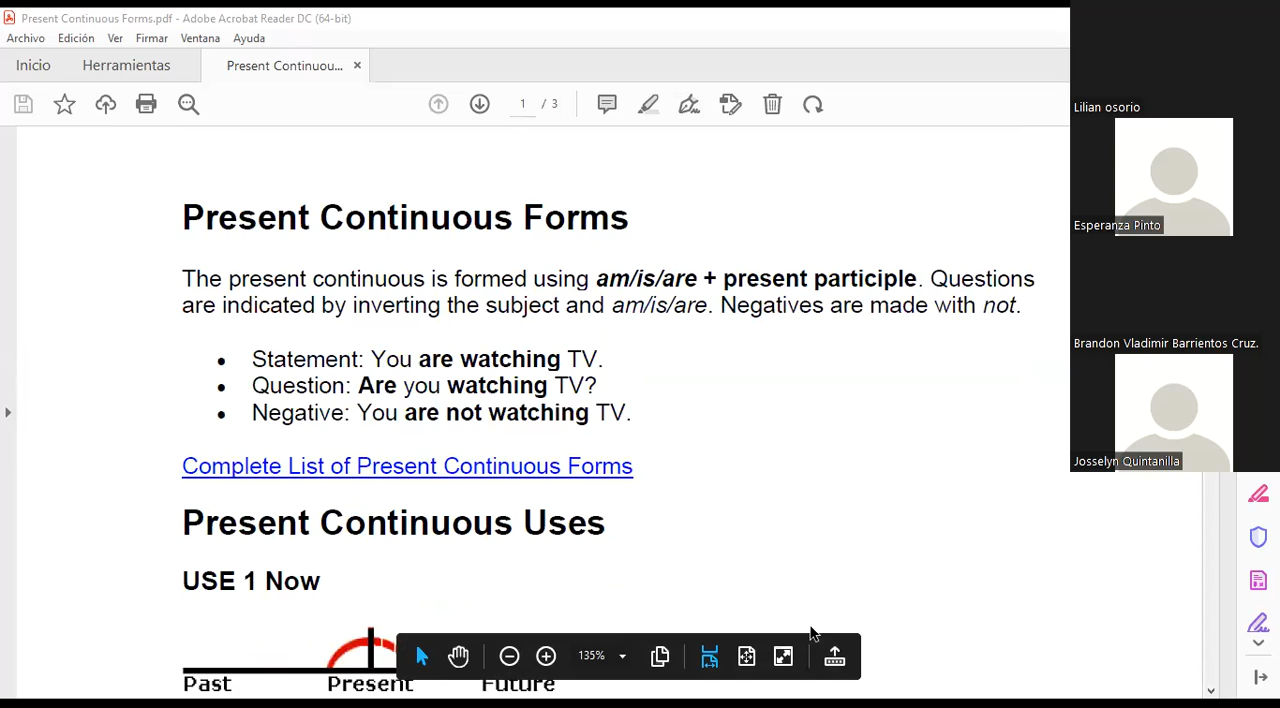 Present Continuous Forms.pdf - Adobe Acrobat Reader DC (64-bit)
Archivo Edición Ver Firmar Ventana Ayuda
Inicio Herramientas Present Continuou... ×
1 / 3
Lilian osorio
Esperanza Pinto
Brandon Vladimir Barrientos Cruz.
Josselyn Quintanilla
Present Continuous Forms
The present continuous is formed using am/is/are + present participle. Questions
are indicated by inverting the subject and am/is/are. Negatives are made with not.
• Statement: You are watching TV.
• Question: Are you watching TV?
• Negative: You are not watching TV.
Complete List of Present Continuous Forms
Present Continuous Uses
USE 1 Now
135%
Past Present Future